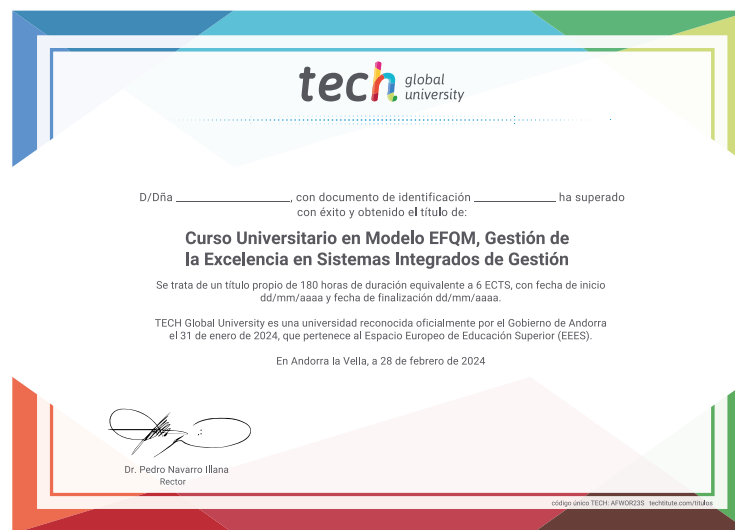 tech global
university
D/Dña ____________________, con documento de identificación ______________ ha superado
con éxito y obtenido el título de:
Curso Universitario en Modelo EFQM, Gestión de
la Excelencia en Sistemas Integrados de Gestión
Se trata de un título propio de 180 horas de duración equivalente a 6 ECTS, con fecha de inicio
dd/mm/aaaa y fecha de finalización dd/mm/aaaa.
TECH Global University es una universidad reconocida oficialmente por el Gobierno de Andorra
el 31 de enero de 2024, que pertenece al Espacio Europeo de Educación Superior (EEES).
En Andorra la Vella, a 28 de febrero de 2024
Dr. Pedro Navarro Illana
Rector
código único TECH: AFWOR23S techtitute.com/titulos